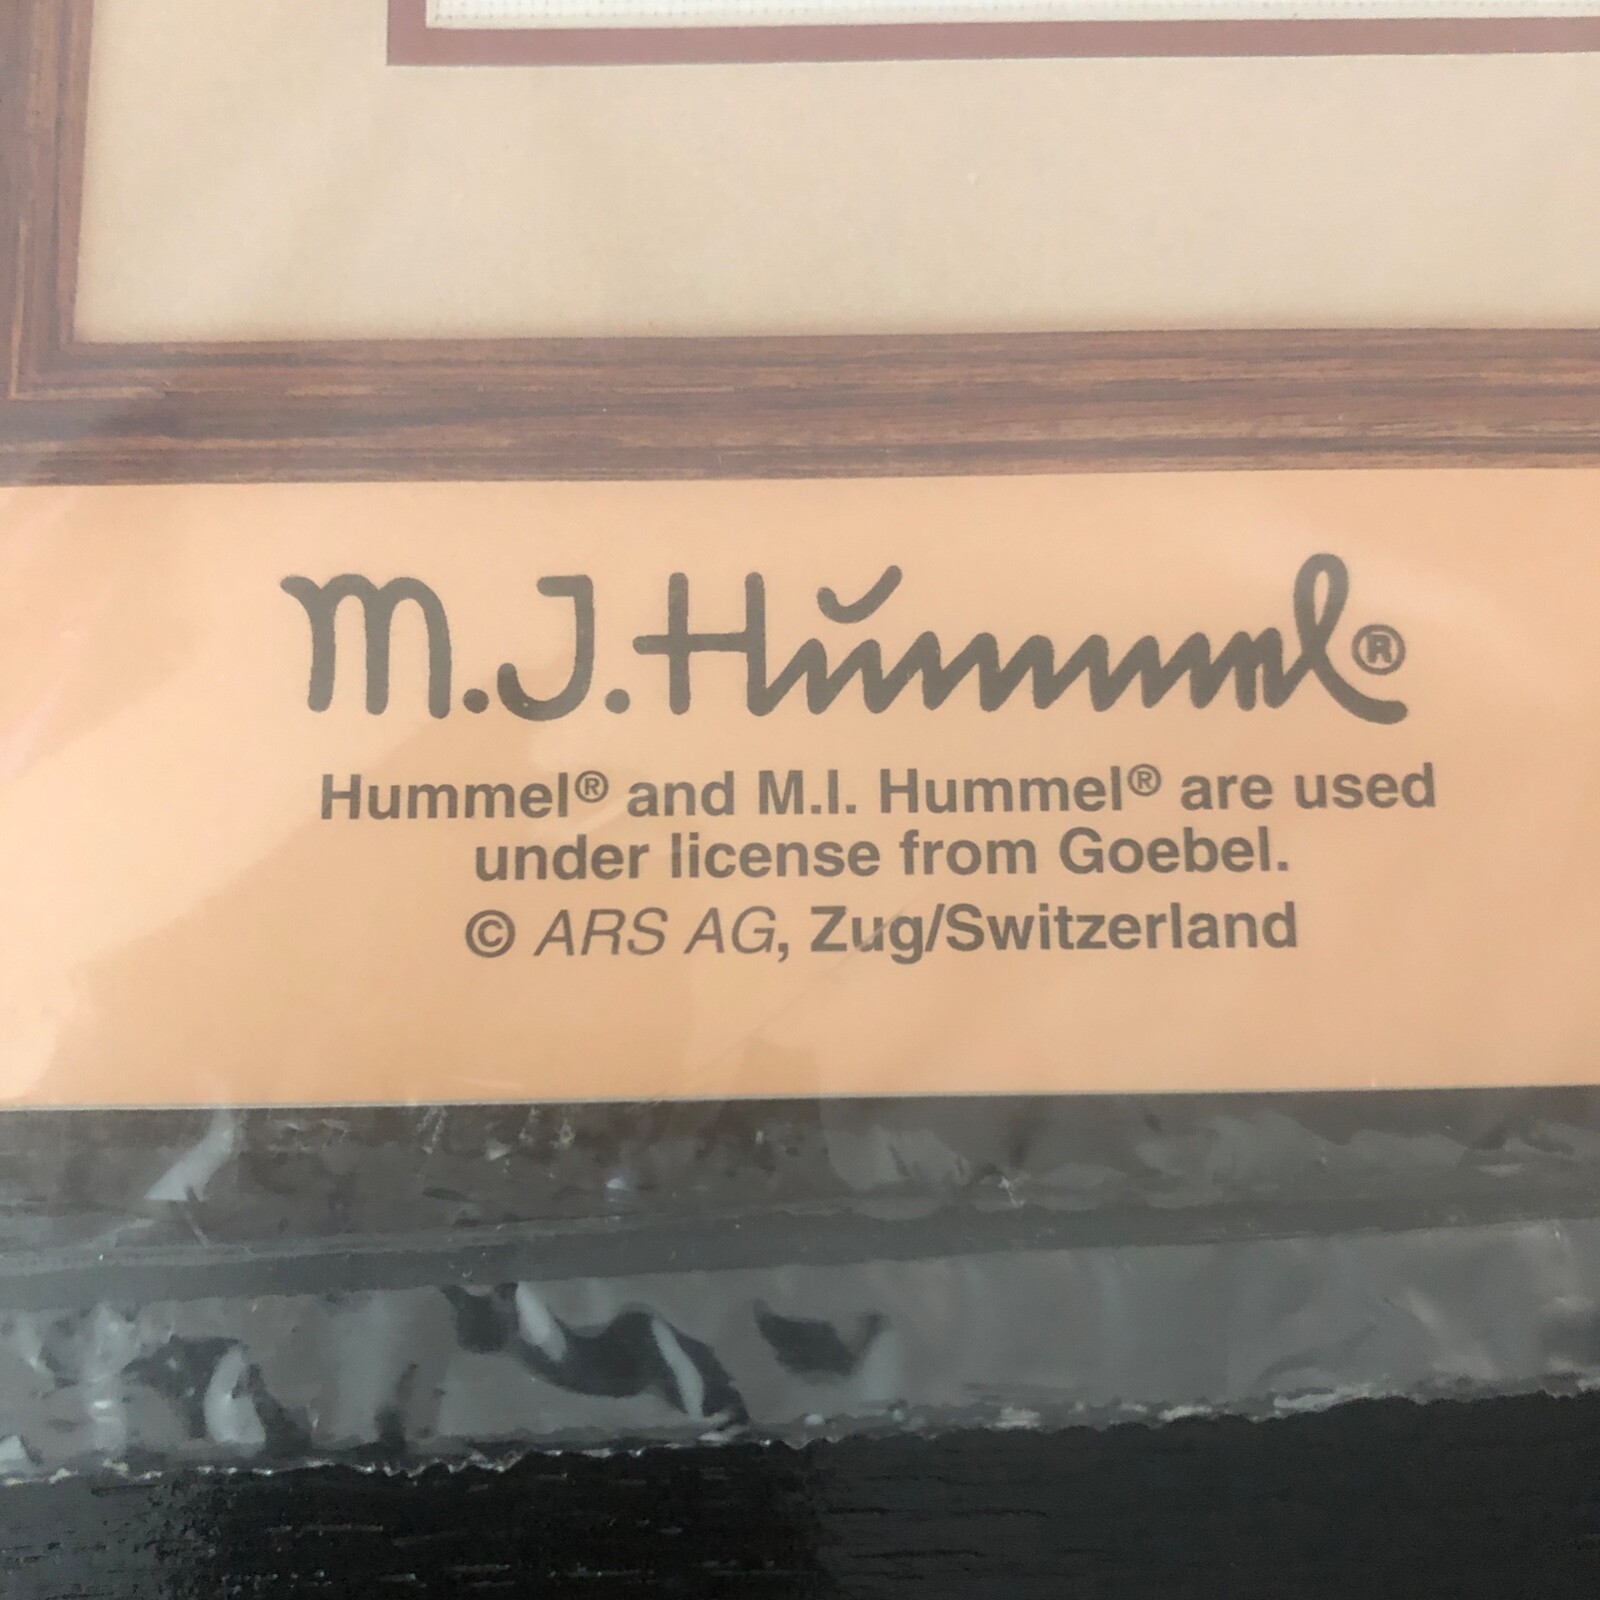 M.J.Hummel®
Hummel® and M.I. Hummel® are used
under license from Goebel.
© ARS AG, Zug/Switzerland